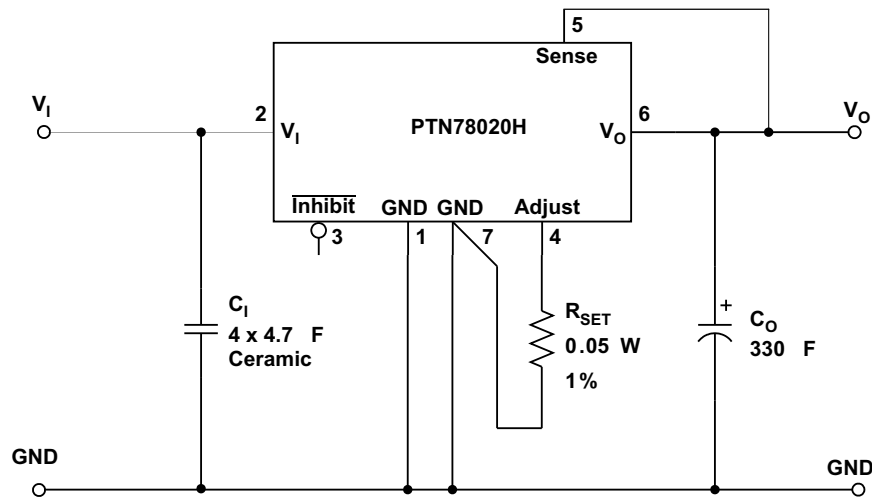 5
Sense
V_I
2
V_I
PTN78020H
V_O
6
V_O
Inhibit
GND
GND
Adjust
3
1
7
4
C_I
4 x 4.7 F
Ceramic
R_SET
0.05 W
1%
+
C_O
330 F
GND
GND